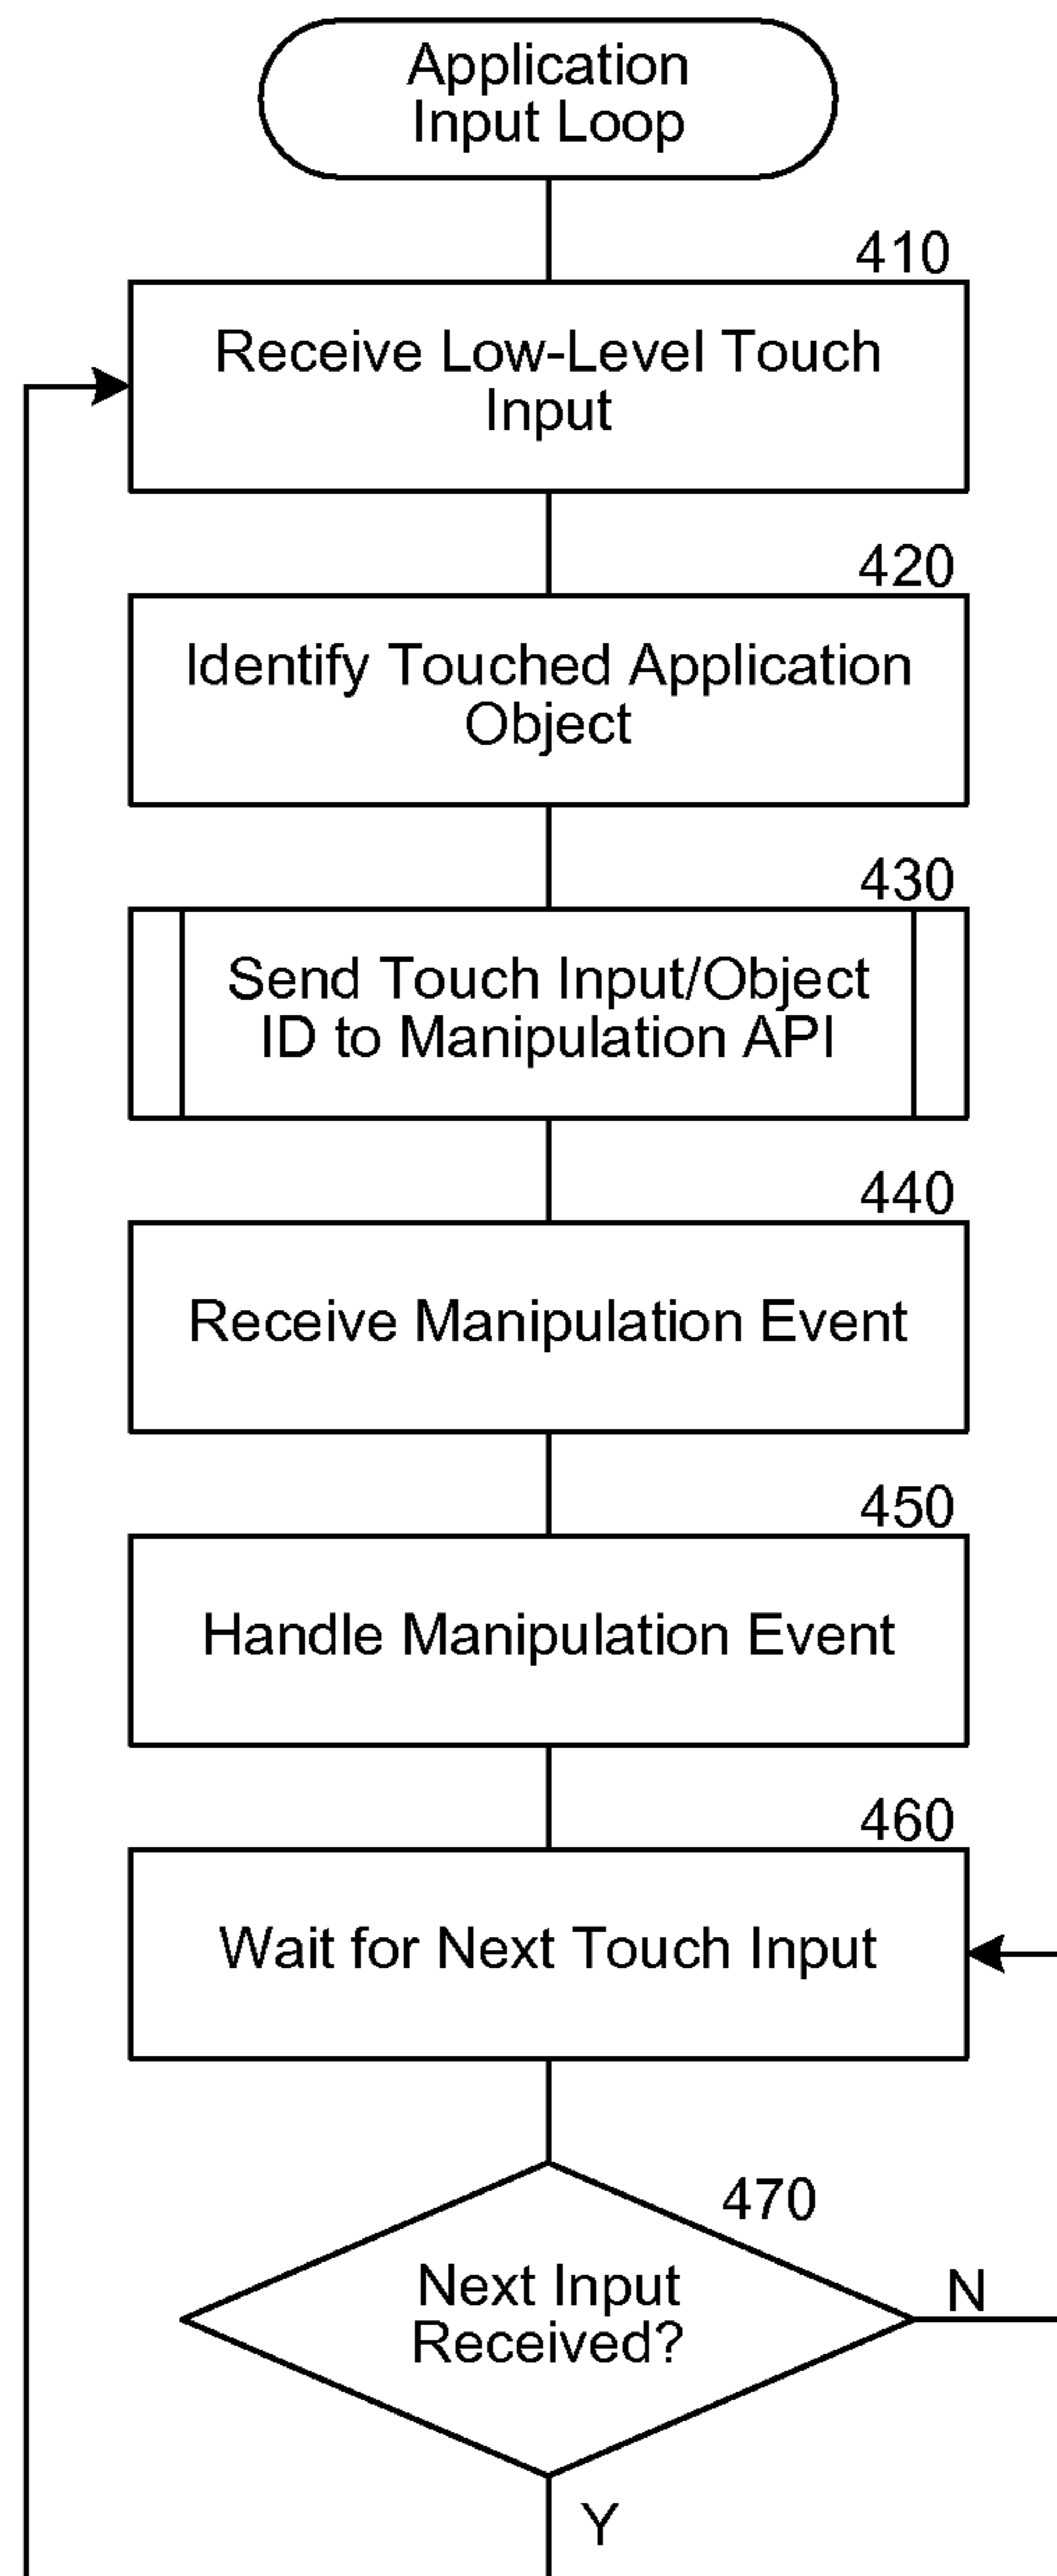 Application
Input Loop
410
Receive Low-Level Touch
Input
420
Identify Touched Application
Object
430
Send Touch Input/Object
ID to Manipulation API
440
Receive Manipulation Event
450
Handle Manipulation Event
460
Wait for Next Touch Input
470
Next Input
Received?
N
Y